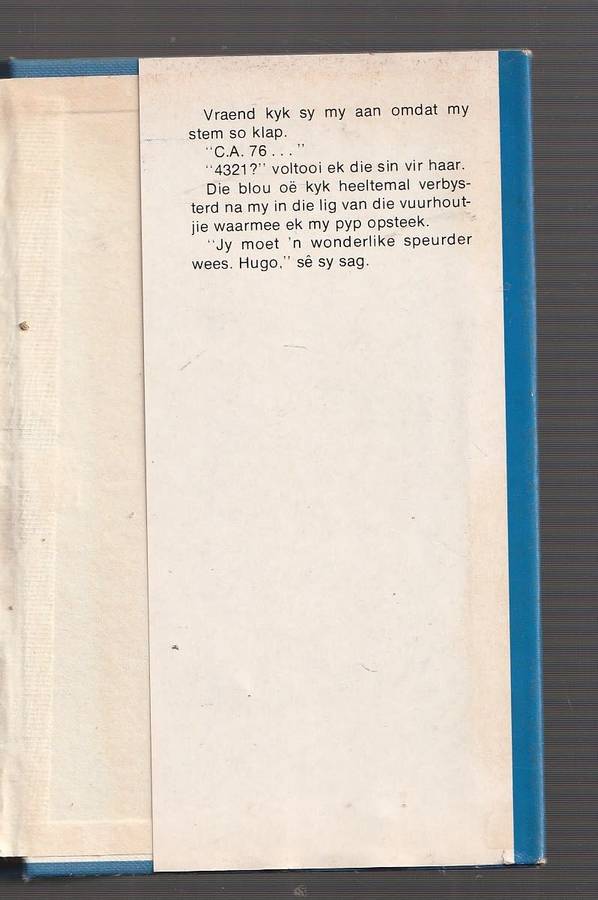 Vraend kyk sy my aan omdat my
stem so klap.
"C.A. 76 . . ."
"4321?" voltooi ek die sin vir haar.
Die blou oë kyk heeltemal verbys-
terd na my in die lig van die vuurhout-
jie waarmee ek my pyp opsteek.
"Jy moet 'n wonderlike speurder
wees. Hugo," sê sy sag.